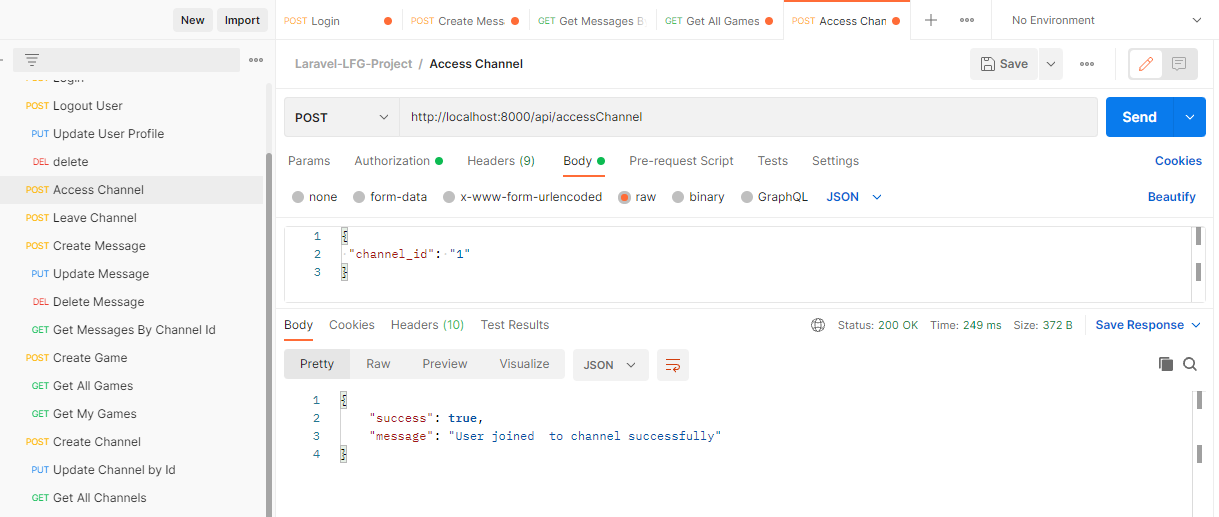 New Import
POST Login POST Create Mess GET Get Messages B GET Get All Games POST Access Chan No Environment
Laravel-LFG-Project / Access Channel Save
POST Login
POST Logout User
PUT Update User Profile
DEL delete
POST Access Channel
POST Leave Channel
POST Create Message
PUT Update Message
DEL Delete Message
GET Get Messages By Channel Id
POST Create Game
GET Get All Games
GET Get My Games
POST Create Channel
PUT Update Channel by Id
GET Get All Channels
POST http://localhost:8000/api/accessChannel Send
Params Authorization Headers (9) Body Pre-request Script Tests Settings Cookies
none form-data x-www-form-urlencoded raw binary GraphQL JSON Beautify
1 {
2 "channel_id": "1"
3 }
Body Cookies Headers (10) Test Results Status: 200 OK Time: 249 ms Size: 372 B Save Response
Pretty Raw Preview Visualize JSON
1 {
2 "success": true,
3 "message": "User joined  to channel successfully"
4 }